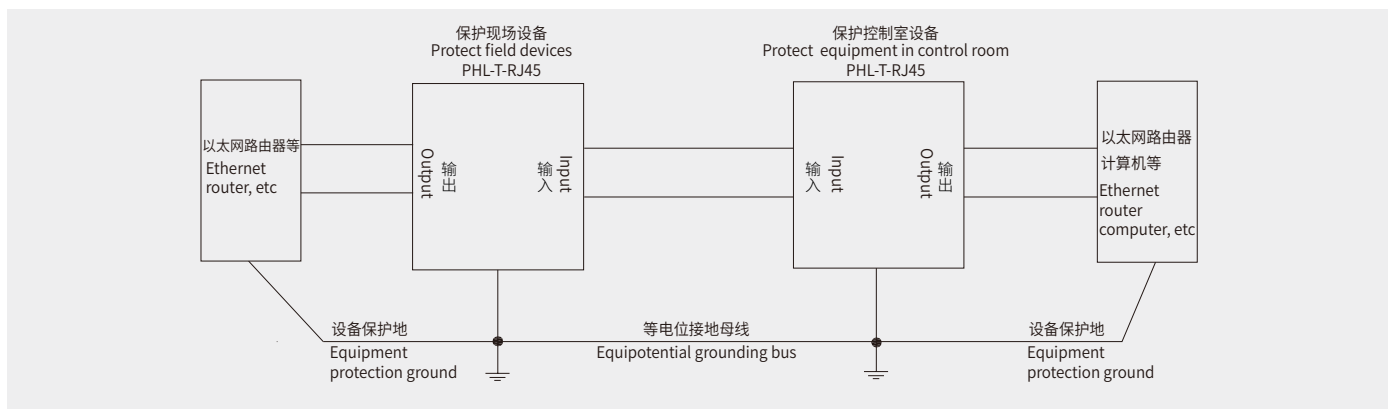 保护现场设备
Protect field devices
PHL-T-RJ45
保护控制室设备
Protect equipment in control room
PHL-T-RJ45
以太网路由器等
Ethernet
router, etc
Output
输出
输入
Input
输入
Input
Output
输出
以太网路由器
计算机等
Ethernet
router
computer, etc
设备保护地
Equipment
protection ground
等电位接地母线
Equipotential grounding bus
设备保护地
Equipment
protection ground